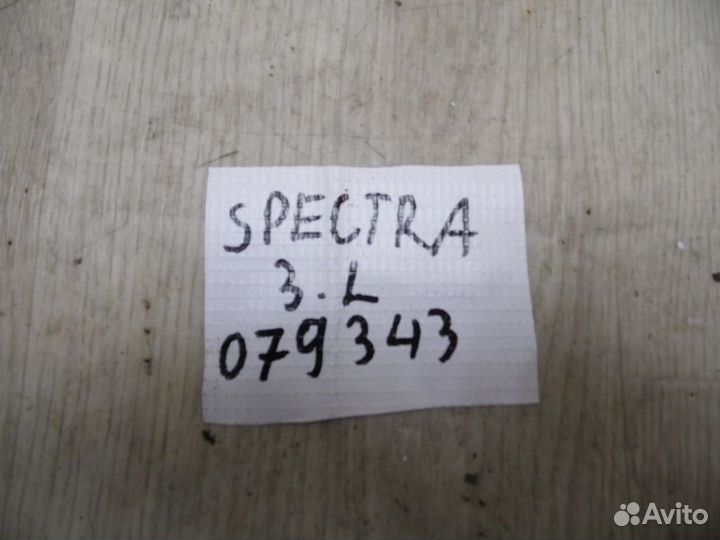 SPECTRA
3.L
079343
Avito